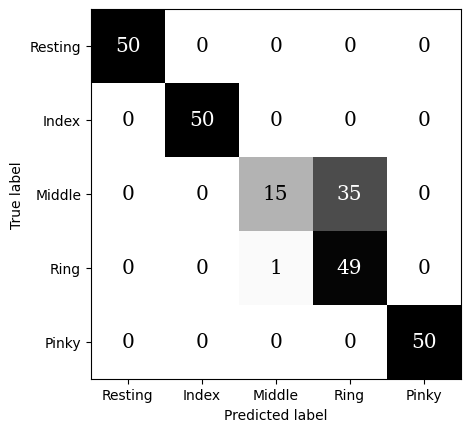 Resting 50 0 0 0 0
Index 0 50 0 0 0
Middle 0 0 15 35 0
Ring 0 0 1 49 0
Pinky 0 0 0 0 50
Resting Index Middle Ring Pinky
Predicted label
True label